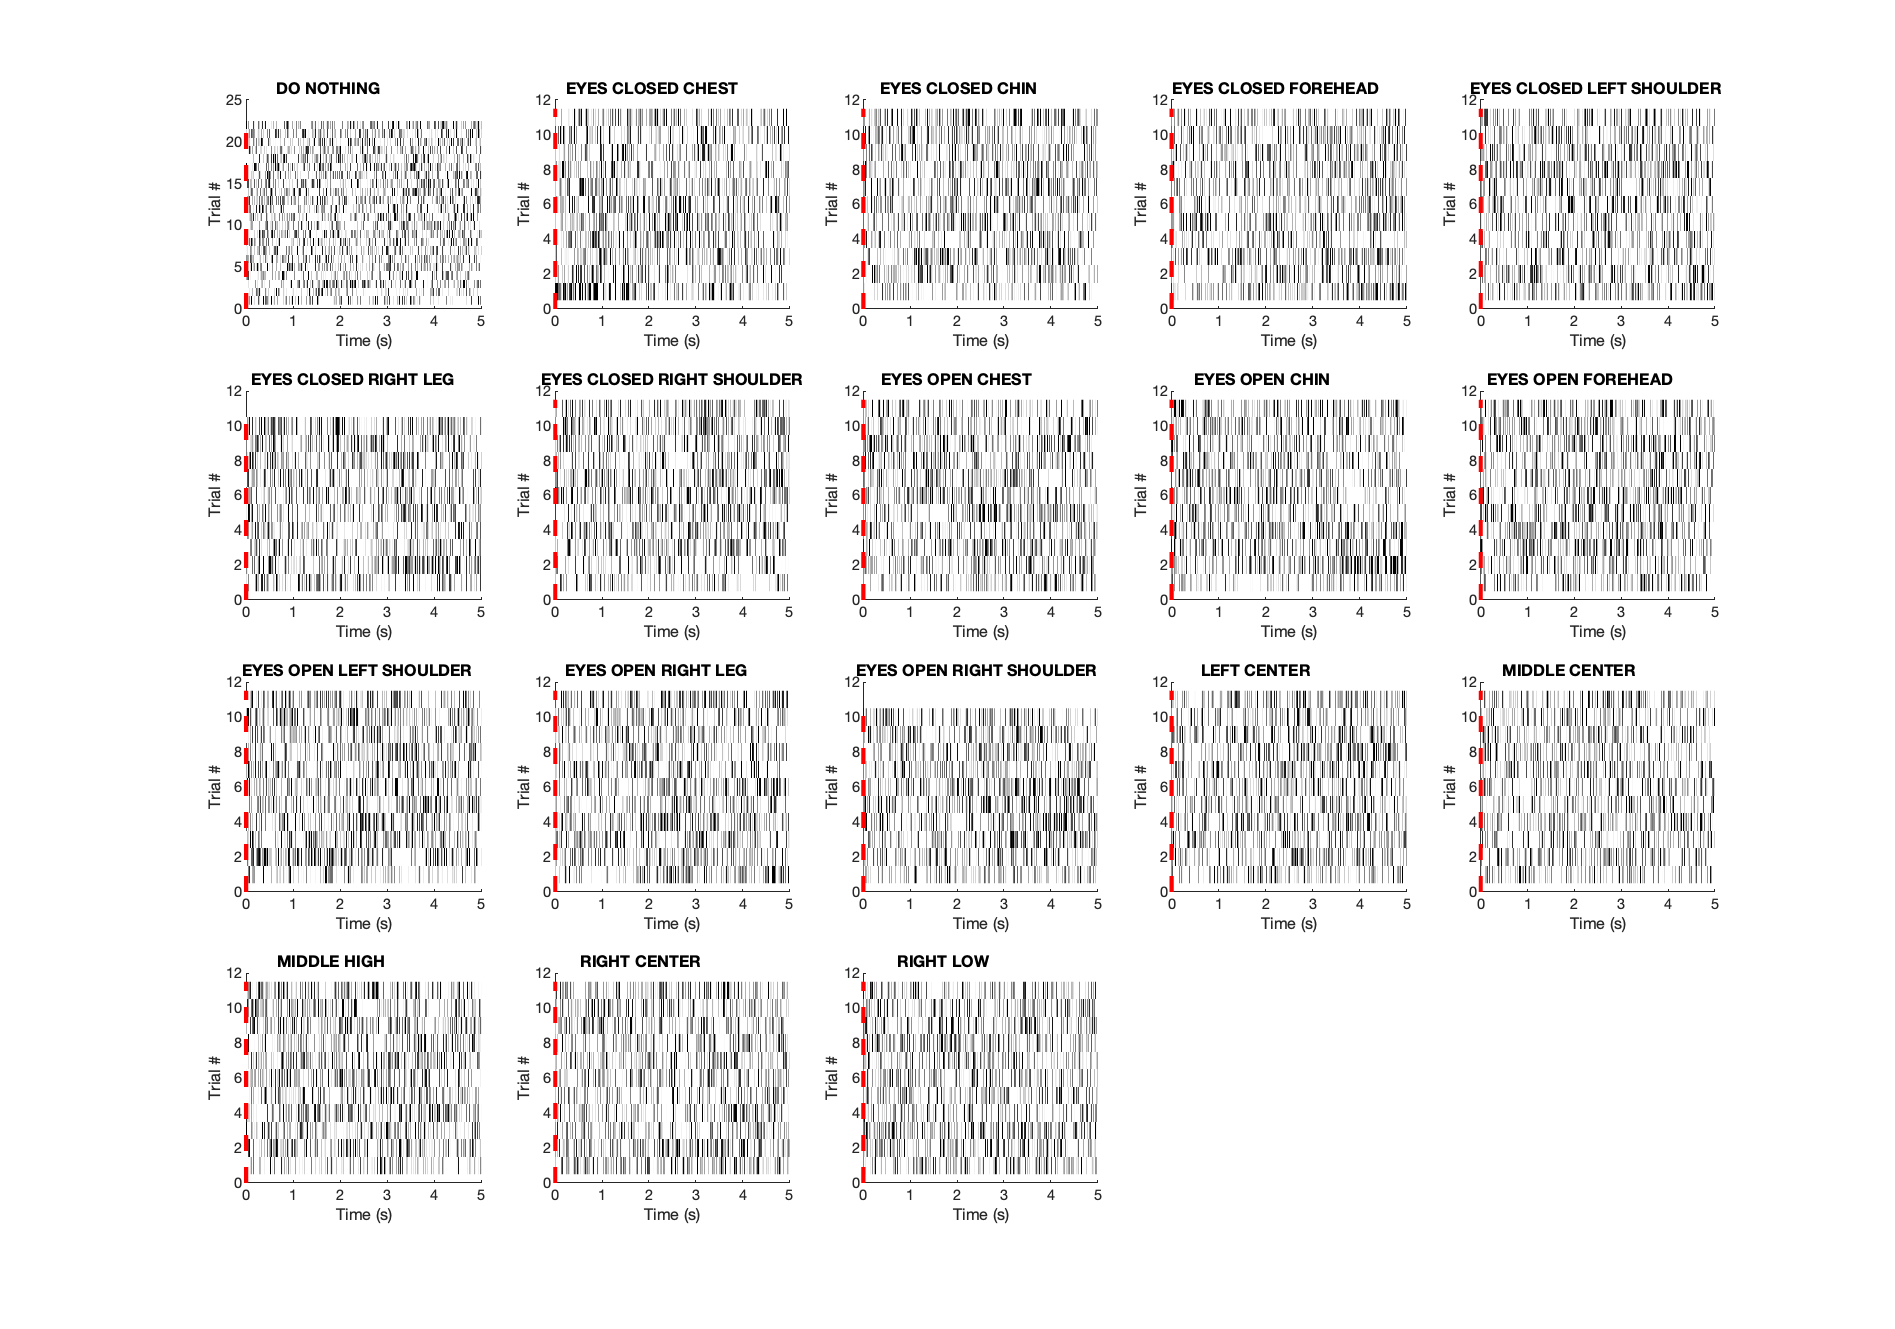 DO NOTHING
25
20
15
10
5
0
Trial #
0 1 2 3 4 5
Time (s)
EYES CLOSED CHEST
12
10
8
6
4
2
0
Trial #
0 1 2 3 4 5
Time (s)
EYES CLOSED CHIN
12
10
8
6
4
2
0
Trial #
0 1 2 3 4 5
Time (s)
EYES CLOSED FOREHEAD
12
10
8
6
4
2
0
Trial #
0 1 2 3 4 5
Time (s)
EYES CLOSED LEFT SHOULDER
12
10
8
6
4
2
0
Trial #
0 1 2 3 4 5
Time (s)
EYES CLOSED RIGHT LEG
12
10
8
6
4
2
0
Trial #
0 1 2 3 4 5
Time (s)
EYES CLOSED RIGHT SHOULDER
12
10
8
6
4
2
0
Trial #
0 1 2 3 4 5
Time (s)
EYES OPEN CHEST
12
10
8
6
4
2
0
Trial #
0 1 2 3 4 5
Time (s)
EYES OPEN CHIN
12
10
8
6
4
2
0
Trial #
0 1 2 3 4 5
Time (s)
EYES OPEN FOREHEAD
12
10
8
6
4
2
0
Trial #
0 1 2 3 4 5
Time (s)
EYES OPEN LEFT SHOULDER
12
10
8
6
4
2
0
Trial #
0 1 2 3 4 5
Time (s)
EYES OPEN RIGHT LEG
12
10
8
6
4
2
0
Trial #
0 1 2 3 4 5
Time (s)
EYES OPEN RIGHT SHOULDER
12
10
8
6
4
2
0
Trial #
0 1 2 3 4 5
Time (s)
LEFT CENTER
12
10
8
6
4
2
0
Trial #
0 1 2 3 4 5
Time (s)
MIDDLE CENTER
12
10
8
6
4
2
0
Trial #
0 1 2 3 4 5
Time (s)
MIDDLE HIGH
12
10
8
6
4
2
0
Trial #
0 1 2 3 4 5
Time (s)
RIGHT CENTER
12
10
8
6
4
2
0
Trial #
0 1 2 3 4 5
Time (s)
RIGHT LOW
12
10
8
6
4
2
0
Trial #
0 1 2 3 4 5
Time (s)